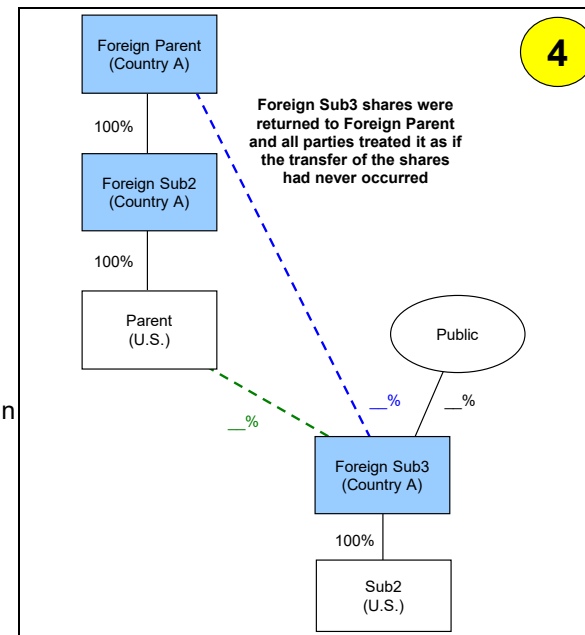 4
Foreign Parent
(Country A)
Foreign Sub3 shares were
returned to Foreign Parent
and all parties treated it as if
the transfer of the shares
had never occurred
100%
Foreign Sub2
(Country A)
100%
Parent
(U.S.)
Public
n
__%
__%
__%
Foreign Sub3
(Country A)
100%
Sub2
(U.S.)